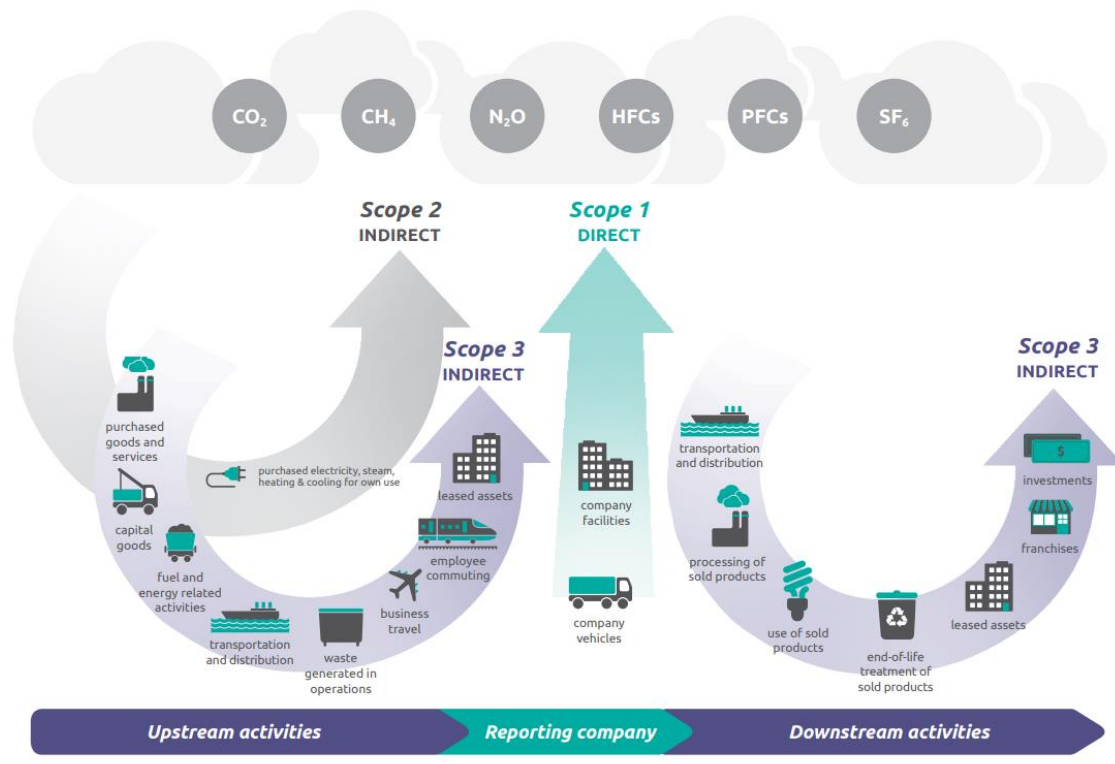 CO₂ CH₄ N₂O HFCs PFCs SF₆
Scope 2
INDIRECT
Scope 1
DIRECT
Scope 3
INDIRECT
Scope 3
INDIRECT
purchased
goods and
services
capital
goods
fuel and
energy related
activities
transportation
and distribution
waste
generated in
operations
business
travel
employee
commuting
leased assets
purchased electricity, steam,
heating & cooling for own use
company
facilities
company
vehicles
transportation
and distribution
processing of
sold products
use of sold
products
end-of-life
treatment of
sold products
leased assets
franchises
$
investments
Upstream activities
Reporting company
Downstream activities